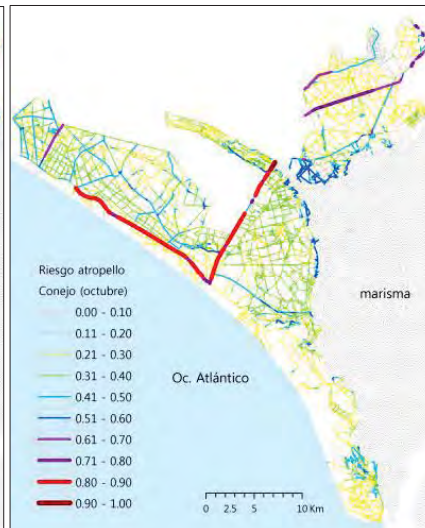 Riesgo atropello
Conejo (octubre)
0.00 - 0.10
0.11 - 0.20
0.21 - 0.30
0.31 - 0.40
0.41 - 0.50
0.51 - 0.60
0.61 - 0.70
0.71 - 0.80
0.80 - 0.90
0.90 - 1.00
marisma
Oc. Atlántico
0 2.5 5 10 Km